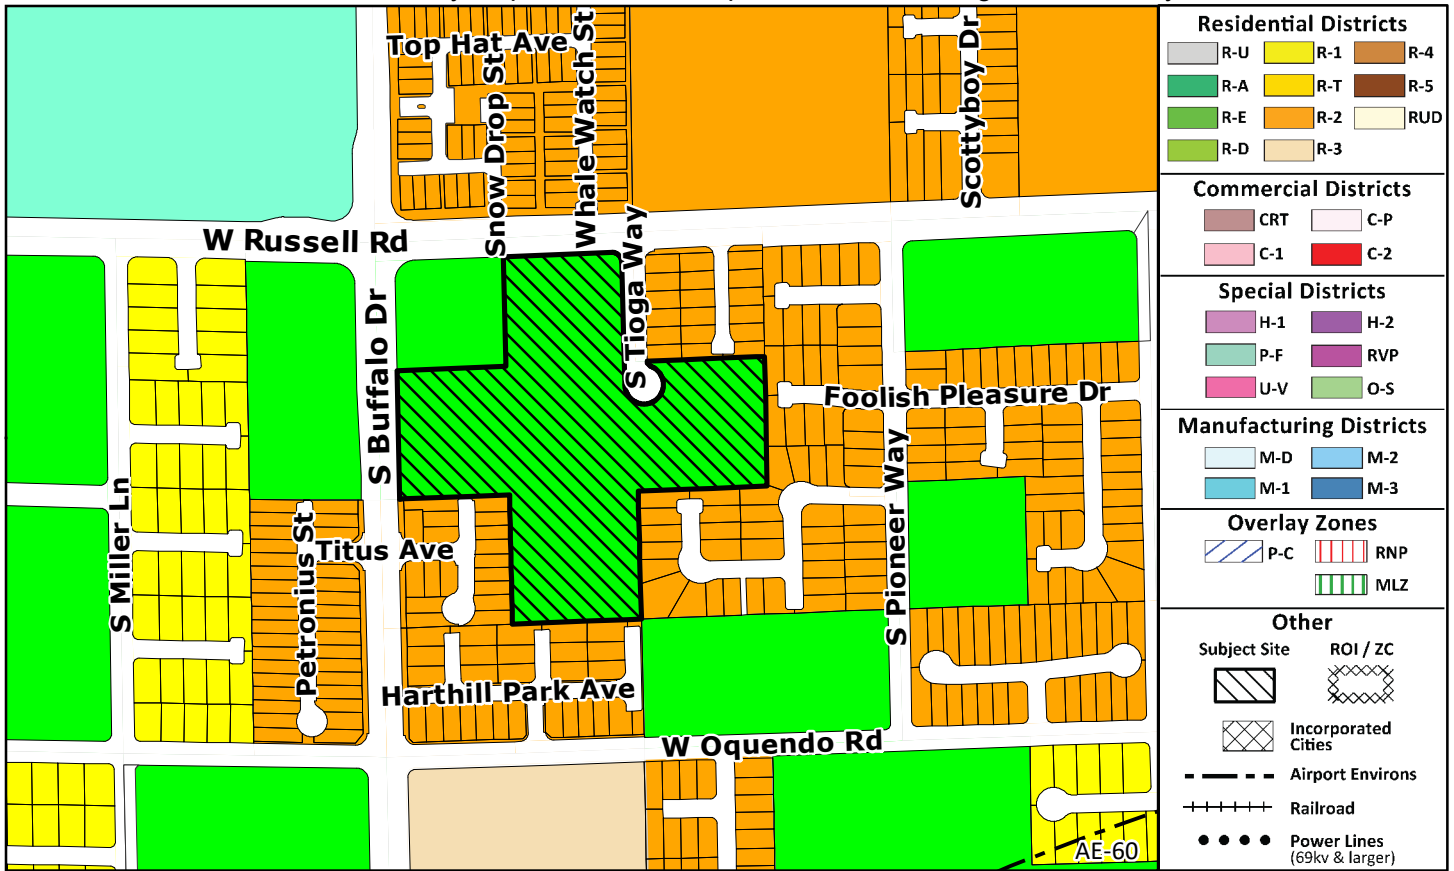 Top Hat Ave
Snow Drop St
Whale Watch St
Scottyboy Dr
W Russell Rd
S Tioga Way
S Buffalo Dr
Foolish Pleasure Dr
S Miller Ln
Petronius St
Titus Ave
S Pioneer Way
Harthill Park Ave
W Oquendo Rd
AE-60
Residential Districts
R-U R-1 R-4
R-A R-T R-5
R-E R-2 RUD
R-D R-3
Commercial Districts
CRT C-P
C-1 C-2
Special Districts
H-1 H-2
P-F RVP
U-V O-S
Manufacturing Districts
M-D M-2
M-1 M-3
Overlay Zones
P-C RNP
MLZ
Other
Subject Site ROI / ZC
Incorporated
Cities
Airport Environs
Railroad
Power Lines
(69kv & larger)